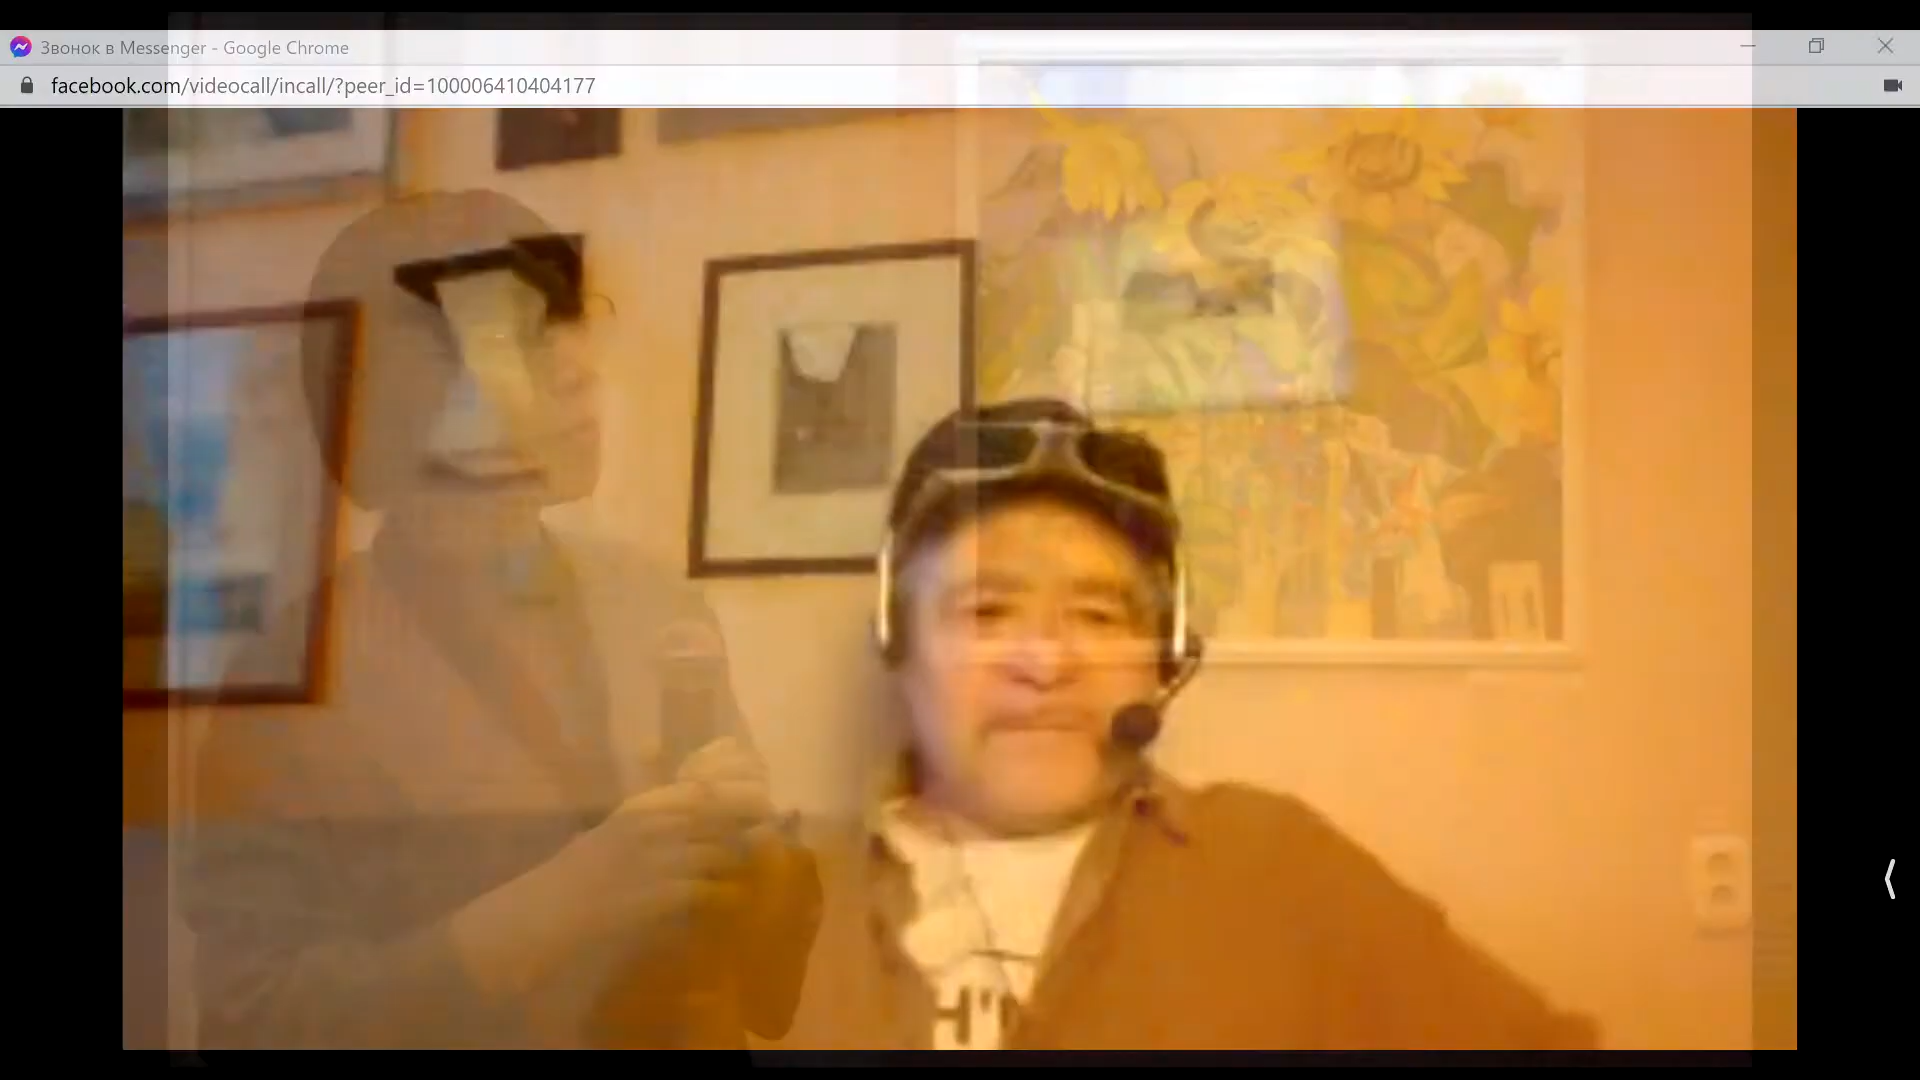 Звонок в Messenger - Google Chrome
facebook.com/videocall/incall/?peer_id=100006410404177